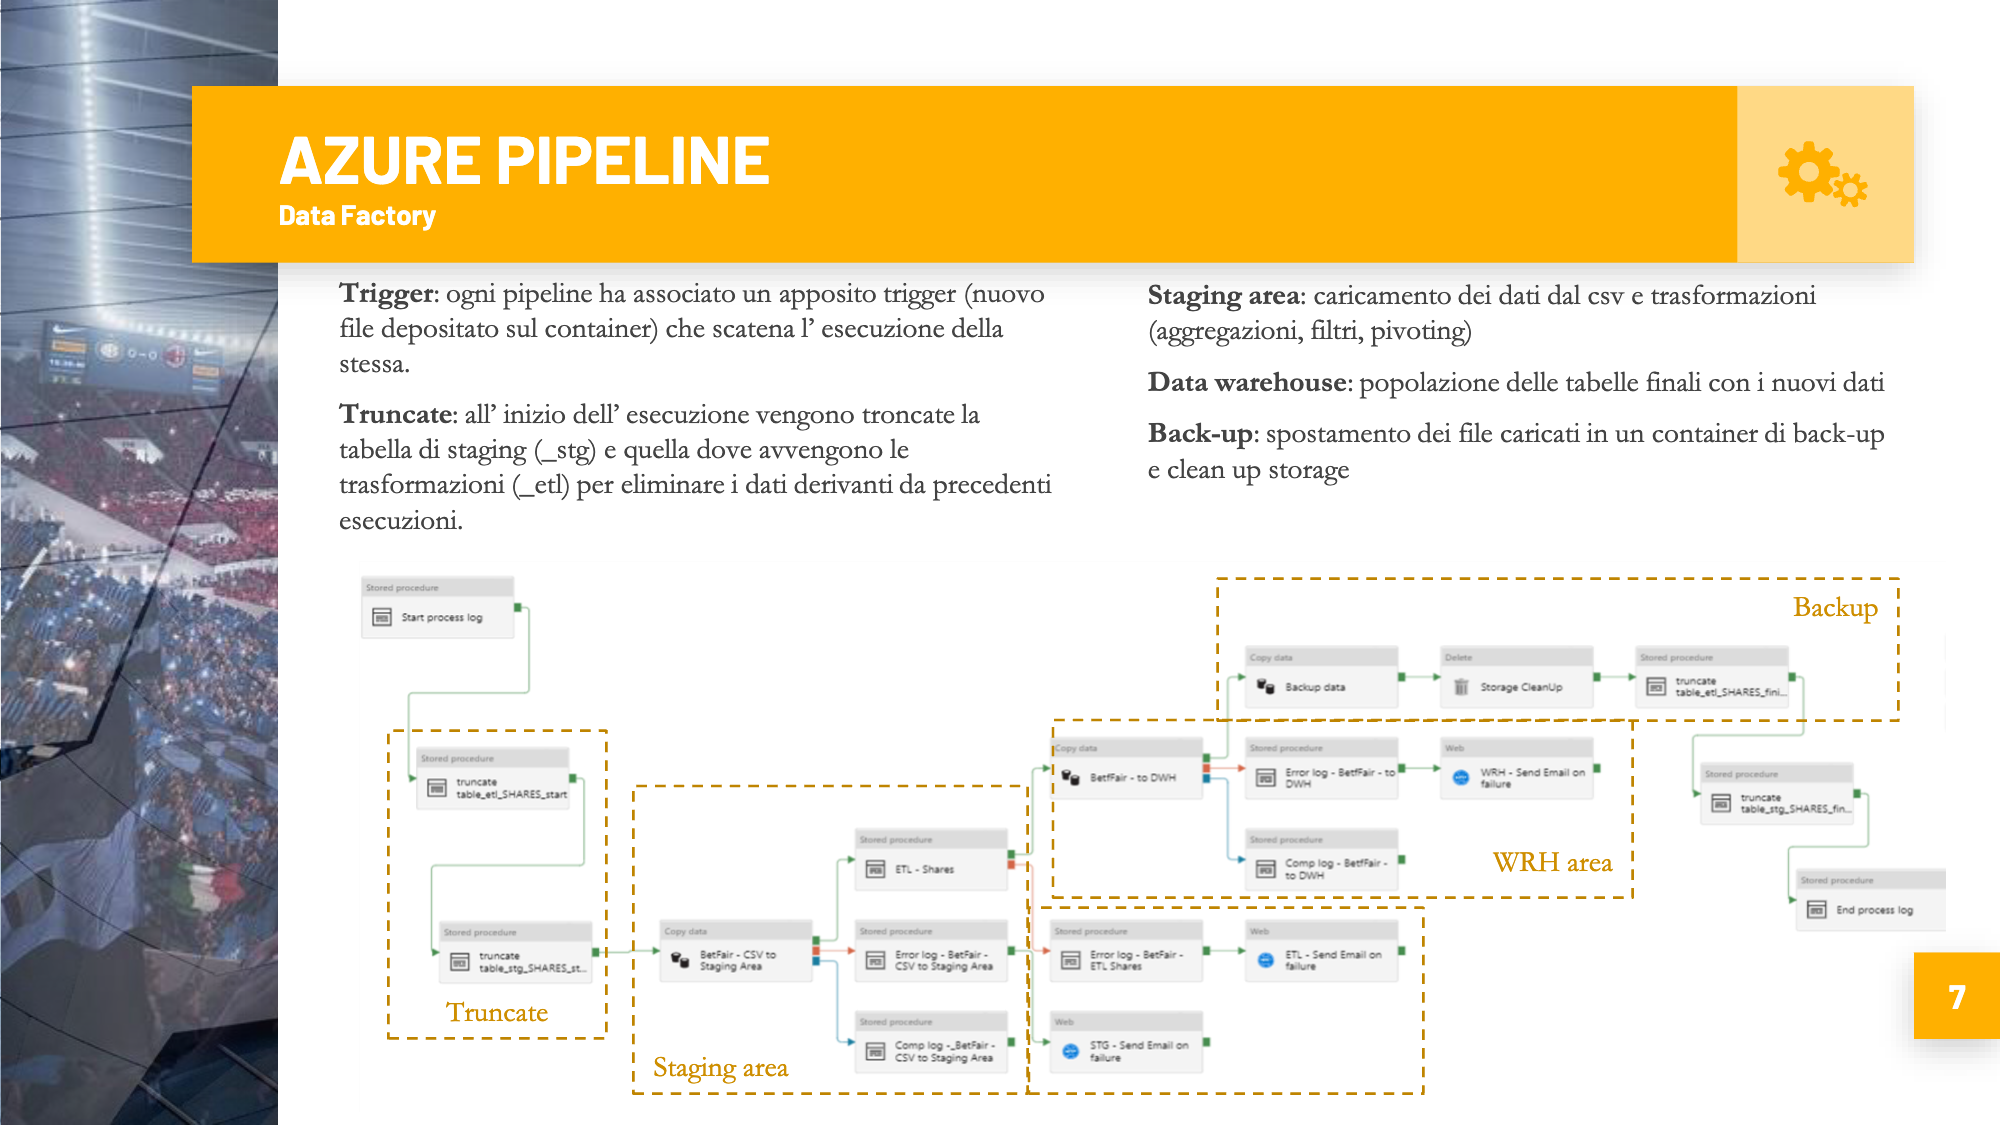 AZURE PIPELINE
Data Factory
Trigger: ogni pipeline ha associato un apposito trigger (nuovo
file depositato sul container) che scatena l’ esecuzione della
stessa.
Truncate: all’ inizio dell’ esecuzione vengono troncate la
tabella di staging (_stg) e quella dove avvengono le
trasformazioni (_etl) per eliminare i dati derivanti da precedenti
esecuzioni.
Staging area: caricamento dei dati dal csv e trasformazioni
(aggregazioni, filtri, pivoting)
Data warehouse: popolazione delle tabelle finali con i nuovi dati
Back-up: spostamento dei file caricati in un container di back-up
e clean up storage
Stored procedure
Start process log
Stored procedure
truncate
table_etl_SHARES_start
Stored procedure
truncate
table_stg_SHARES_st...
Truncate
Copy data
BetFair - CSV to
Staging Area
Stored procedure
ETL - Shares
Stored procedure
Error log - BetFair -
CSV to Staging Area
Stored procedure
Comp log -_BetFair -
CSV to Staging Area
Staging area
Stored procedure
Error log - BetFair -
ETL Shares
Web
ETL - Send Email on
failure
Web
STG - Send Email on
failure
Copy data
BetfFair - to DWH
Stored procedure
Error log - BetfFair - to
DWH
Web
WRH - Send Email on
failure
Stored procedure
Comp log - BetfFair -
to DWH
WRH area
Backup
Copy data
Backup data
Delete
Storage CleanUp
Stored procedure
truncate
table_etl_SHARES_fini...
Stored procedure
truncate
table_stg_SHARES_fin...
Stored procedure
End process log
7
0-0